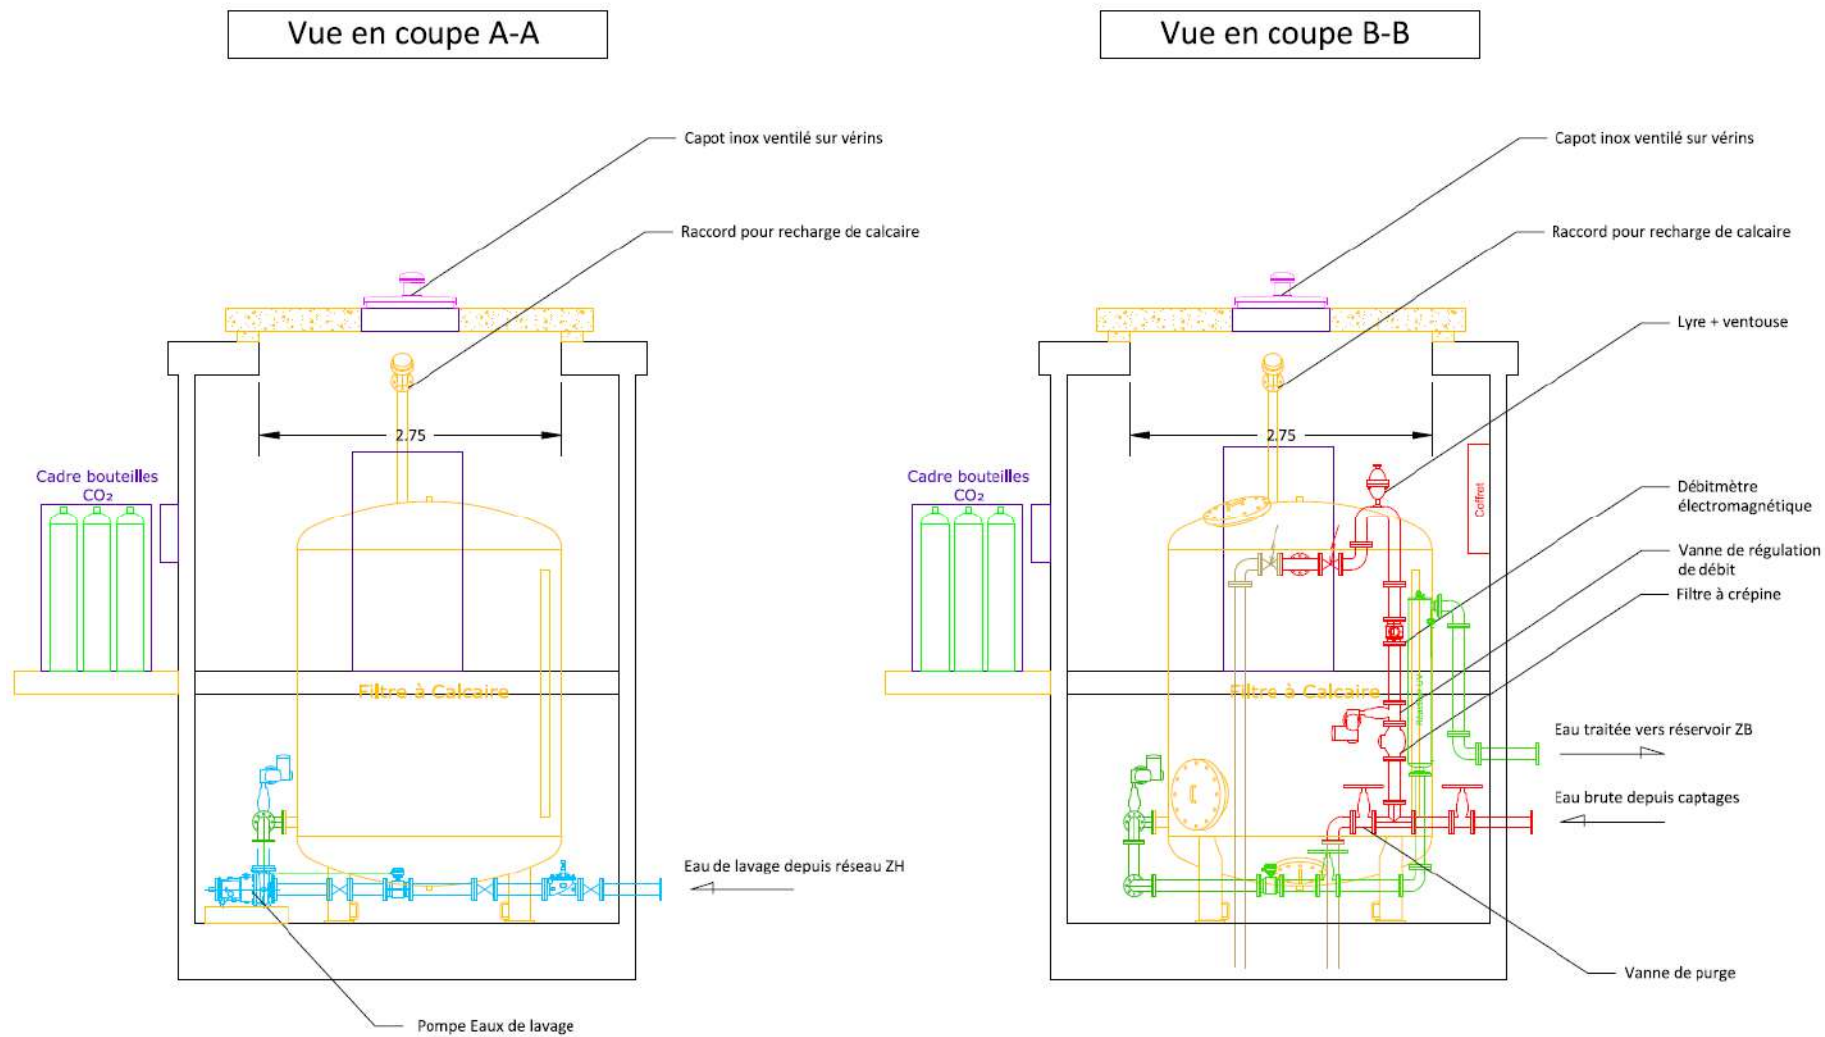 Vue en coupe A-A
Capot inox ventilé sur vérins
Raccord pour recharge de calcaire
2.75
Cadre bouteilles
CO₂
Filtre à Calcaire
Eau de lavage depuis réseau ZH
Pompe Eaux de lavage
Vue en coupe B-B
Capot inox ventilé sur vérins
Raccord pour recharge de calcaire
Lyre + ventouse
2.75
Cadre bouteilles
CO₂
Coffret
Débitmètre
électromagnétique
Vanne de régulation
de débit
Filtre à crépine
Filtre à Calcaire
Eau traitée vers réservoir ZB
Eau brute depuis captages
Vanne de purge